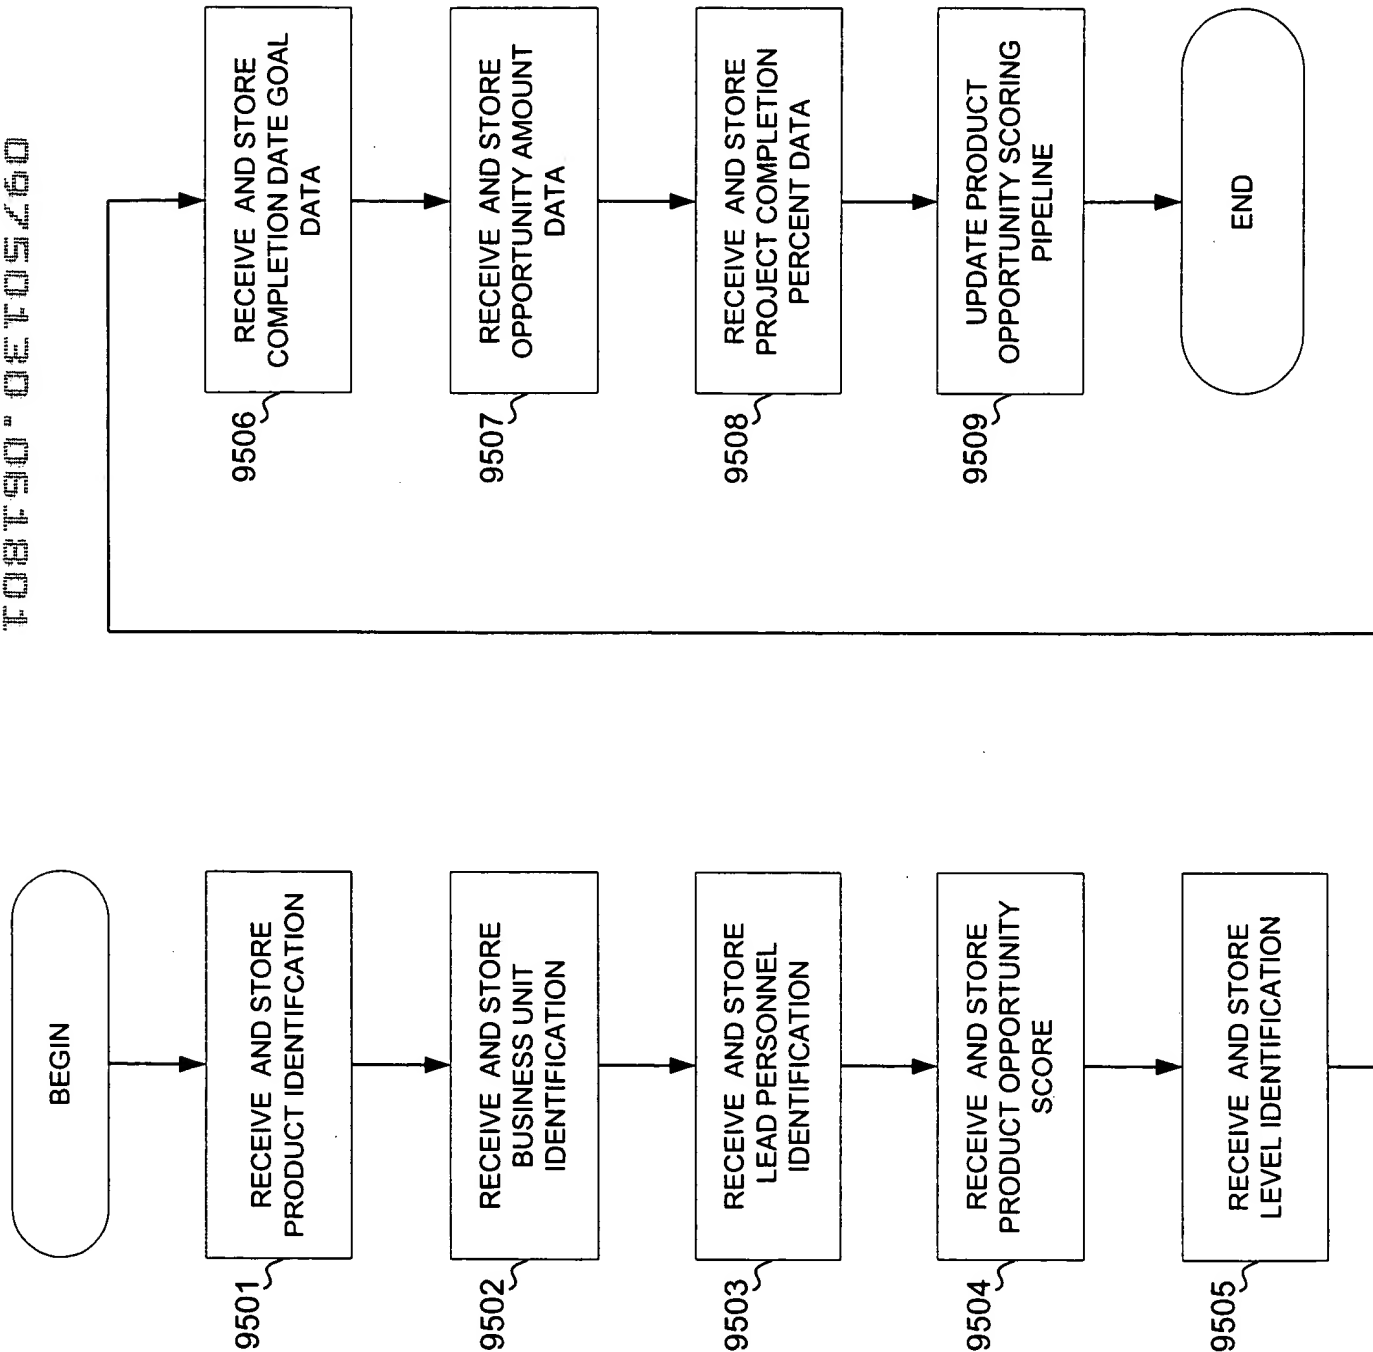 09750130.061801
BEGIN
9501
RECEIVE AND STORE
PRODUCT IDENTIFCATION
9502
RECEIVE AND STORE
BUSINESS UNIT
IDENTIFICATION
9503
RECEIVE AND STORE
LEAD PERSONNEL
IDENTIFICATION
9504
RECEIVE AND STORE
PRODUCT OPPORTUNITY
SCORE
9505
RECEIVE AND STORE
LEVEL IDENTIFICATION
9506
RECEIVE AND STORE
COMPLETION DATE GOAL
DATA
9507
RECEIVE AND STORE
OPPORTUNITY AMOUNT
DATA
9508
RECEIVE AND STORE
PROJECT COMPLETION
PERCENT DATA
9509
UPDATE PRODUCT
OPPORTUNITY SCORING
PIPELINE
END